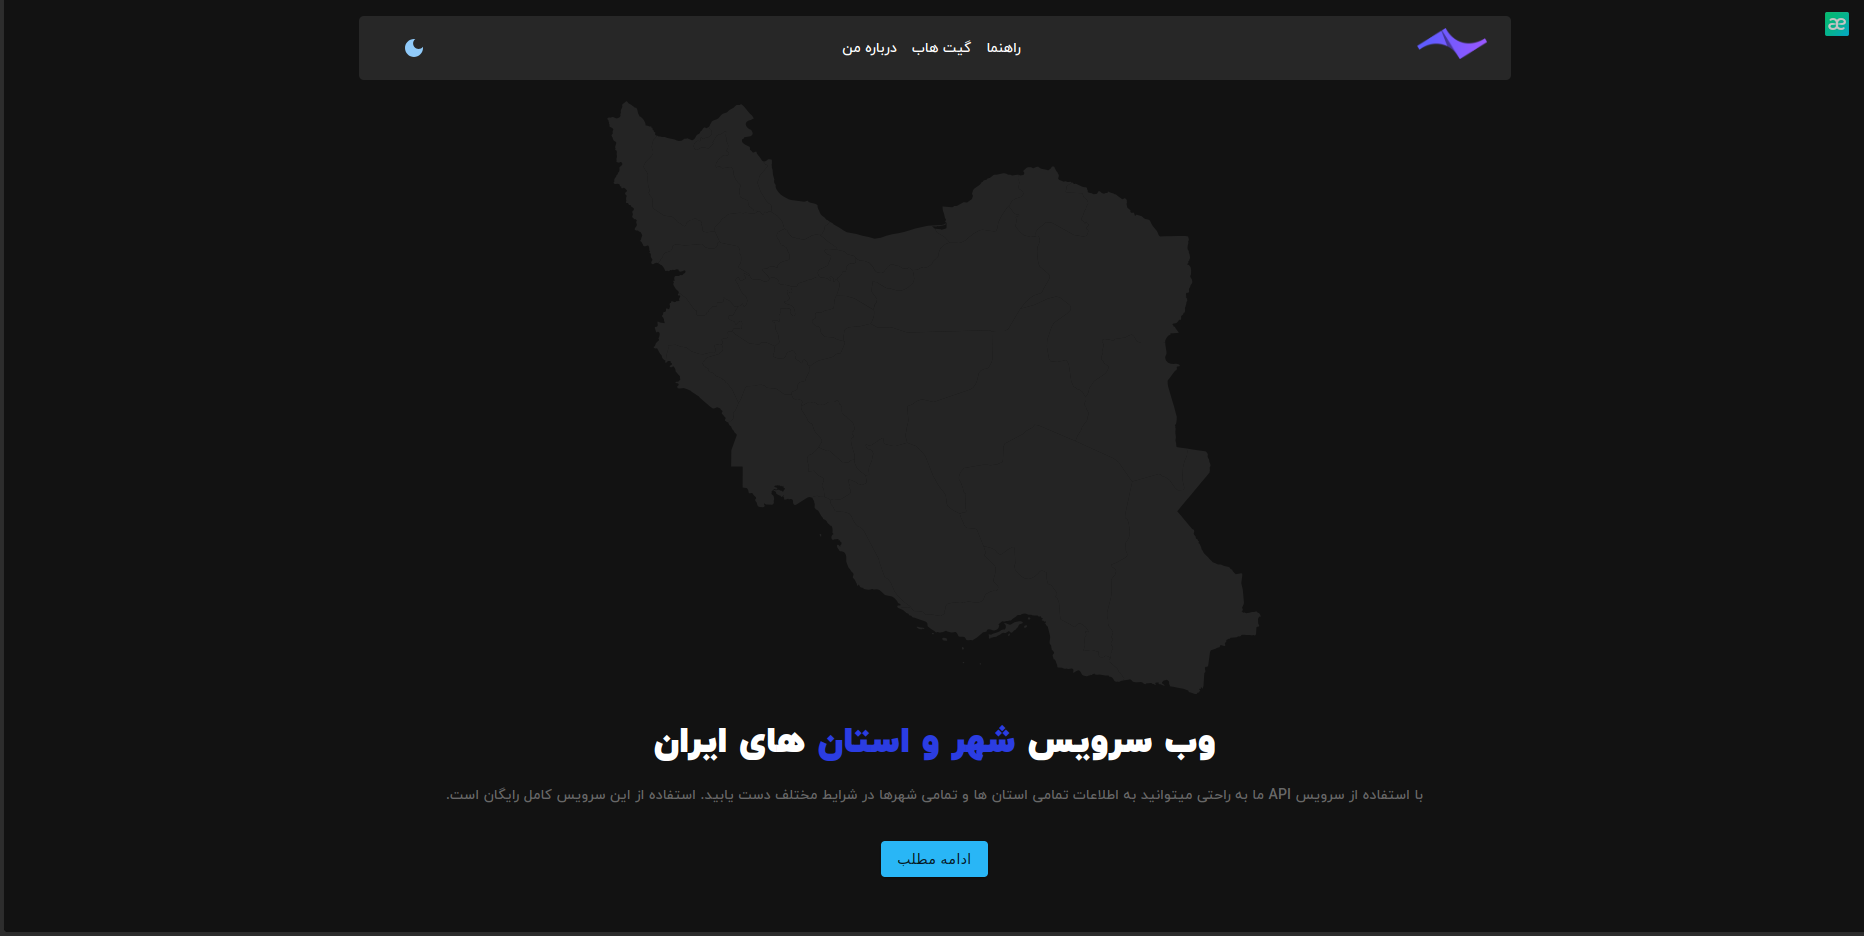 راهنما گیت هاب درباره من
æ
وب سرویس شهر و استان های ایران
با استفاده از سرویس API ما به راحتی میتوانید به اطلاعات تمامی استان ها و تمامی شهرها در شرایط مختلف دست یابید. استفاده از این سرویس کامل رایگان است.
ادامه مطلب